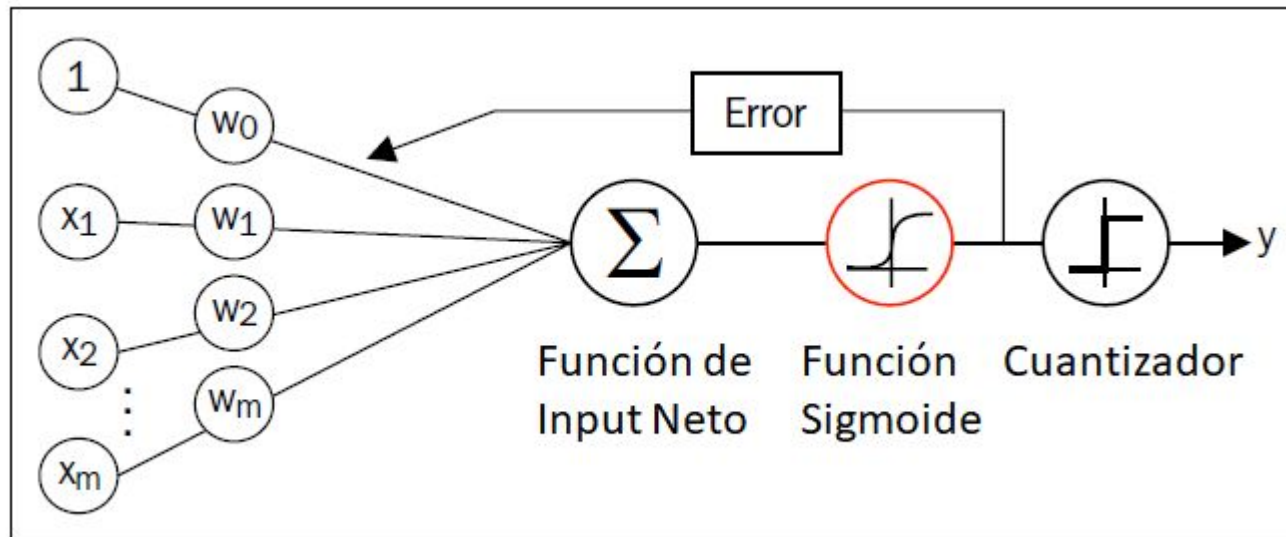 1
w0
Error
x1
w1
Σ
y
x2
w2
Función de
Input Neto
Función
Sigmoide
Cuantizador
⋮
wm
xm